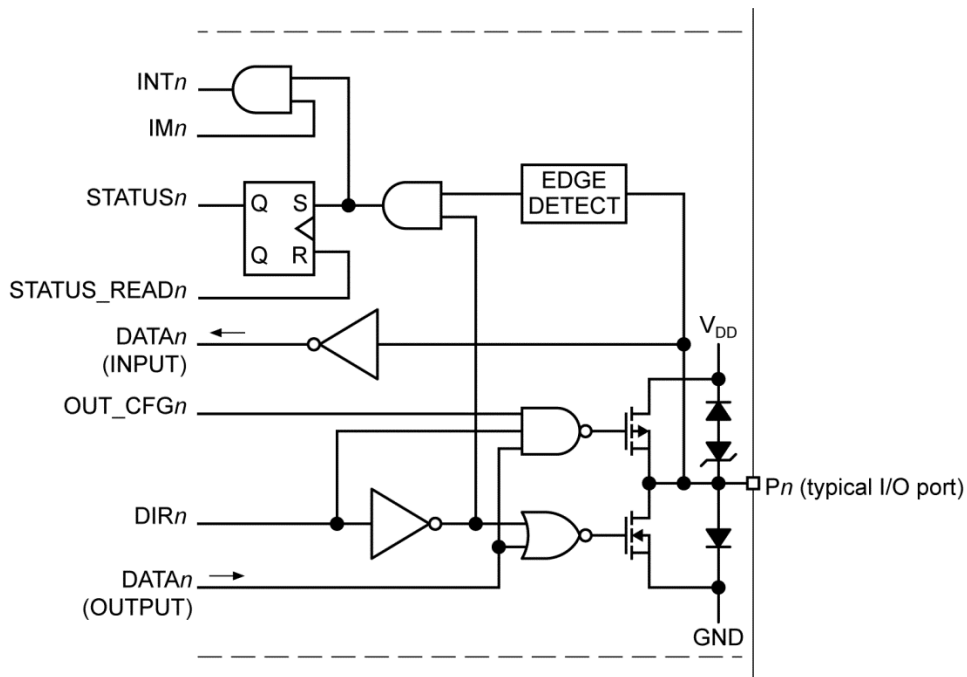 INTn
IMn
EDGE
DETECT
STATUSn
Q S
Q R
STATUS_READn
DATAn
(INPUT)
VDD
OUT_CFGn
Pn (typical I/O port)
DIRn
DATAn
(OUTPUT)
GND